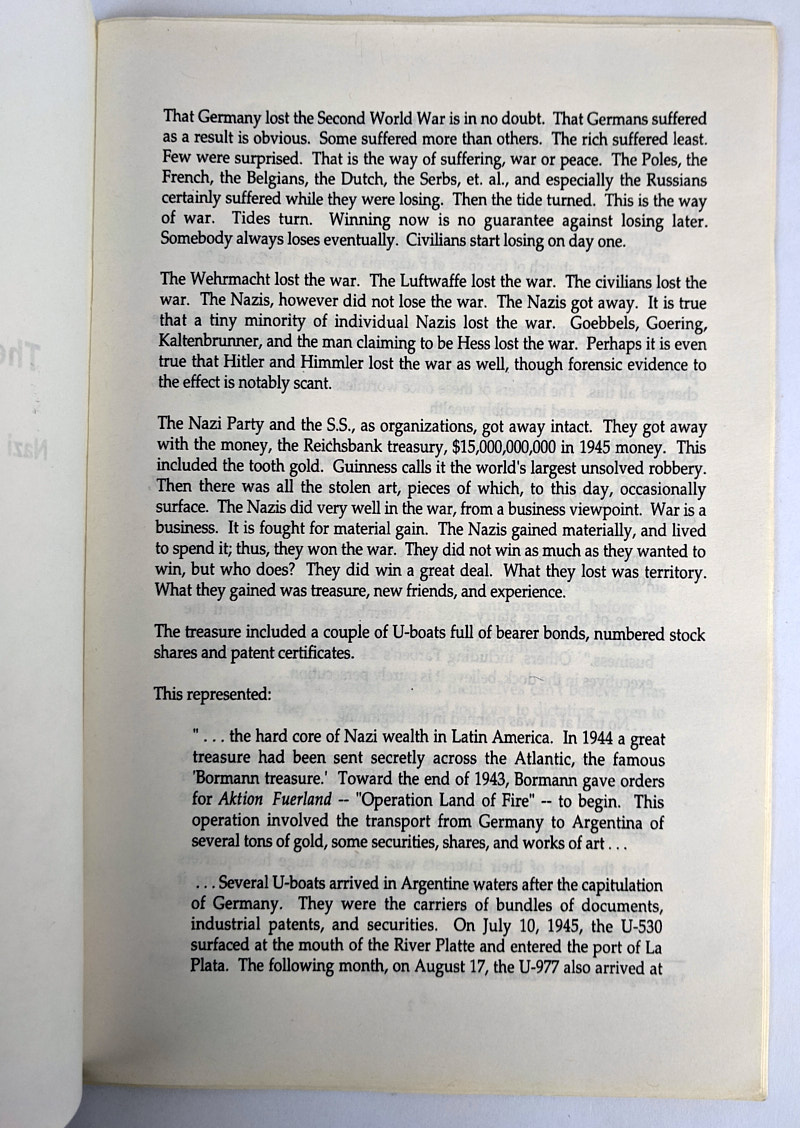 That Germany lost the Second World War is in no doubt. That Germans suffered
as a result is obvious. Some suffered more than others. The rich suffered least.
Few were surprised. That is the way of suffering, war or peace. The Poles, the
French, the Belgians, the Dutch, the Serbs, et. al., and especially the Russians
certainly suffered while they were losing. Then the tide turned. This is the way
of war. Tides turn. Winning now is no guarantee against losing later.
Somebody always loses eventually. Civilians start losing on day one.
The Wehrmacht lost the war. The Luftwaffe lost the war. The civilians lost the
war. The Nazis, however did not lose the war. The Nazis got away. It is true
that a tiny minority of individual Nazis lost the war. Goebbels, Goering,
Kaltenbrunner, and the man claiming to be Hess lost the war. Perhaps it is even
true that Hitler and Himmler lost the war as well, though forensic evidence to
the effect is notably scant.
The Nazi Party and the S.S., as organizations, got away intact. They got away
with the money, the Reichsbank treasury, $15,000,000,000 in 1945 money. This
included the tooth gold. Guinness calls it the world's largest unsolved robbery.
Then there was all the stolen art, pieces of which, to this day, occasionally
surface. The Nazis did very well in the war, from a business viewpoint. War is a
business. It is fought for material gain. The Nazis gained materially, and lived
to spend it; thus, they won the war. They did not win as much as they wanted to
win, but who does? They did win a great deal. What they lost was territory.
What they gained was treasure, new friends, and experience.
The treasure included a couple of U-boats full of bearer bonds, numbered stock
shares and patent certificates.
This represented:
" . . . the hard core of Nazi wealth in Latin America. In 1944 a great
treasure had been sent secretly across the Atlantic, the famous
'Bormann treasure.' Toward the end of 1943, Bormann gave orders
for Aktion Fuerland -- "Operation Land of Fire" -- to begin. This
operation involved the transport from Germany to Argentina of
several tons of gold, some securities, shares, and works of art . . .
. . . Several U-boats arrived in Argentine waters after the capitulation
of Germany. They were the carriers of bundles of documents,
industrial patents, and securities. On July 10, 1945, the U-530
surfaced at the mouth of the River Platte and entered the port of La
Plata. The following month, on August 17, the U-977 also arrived at